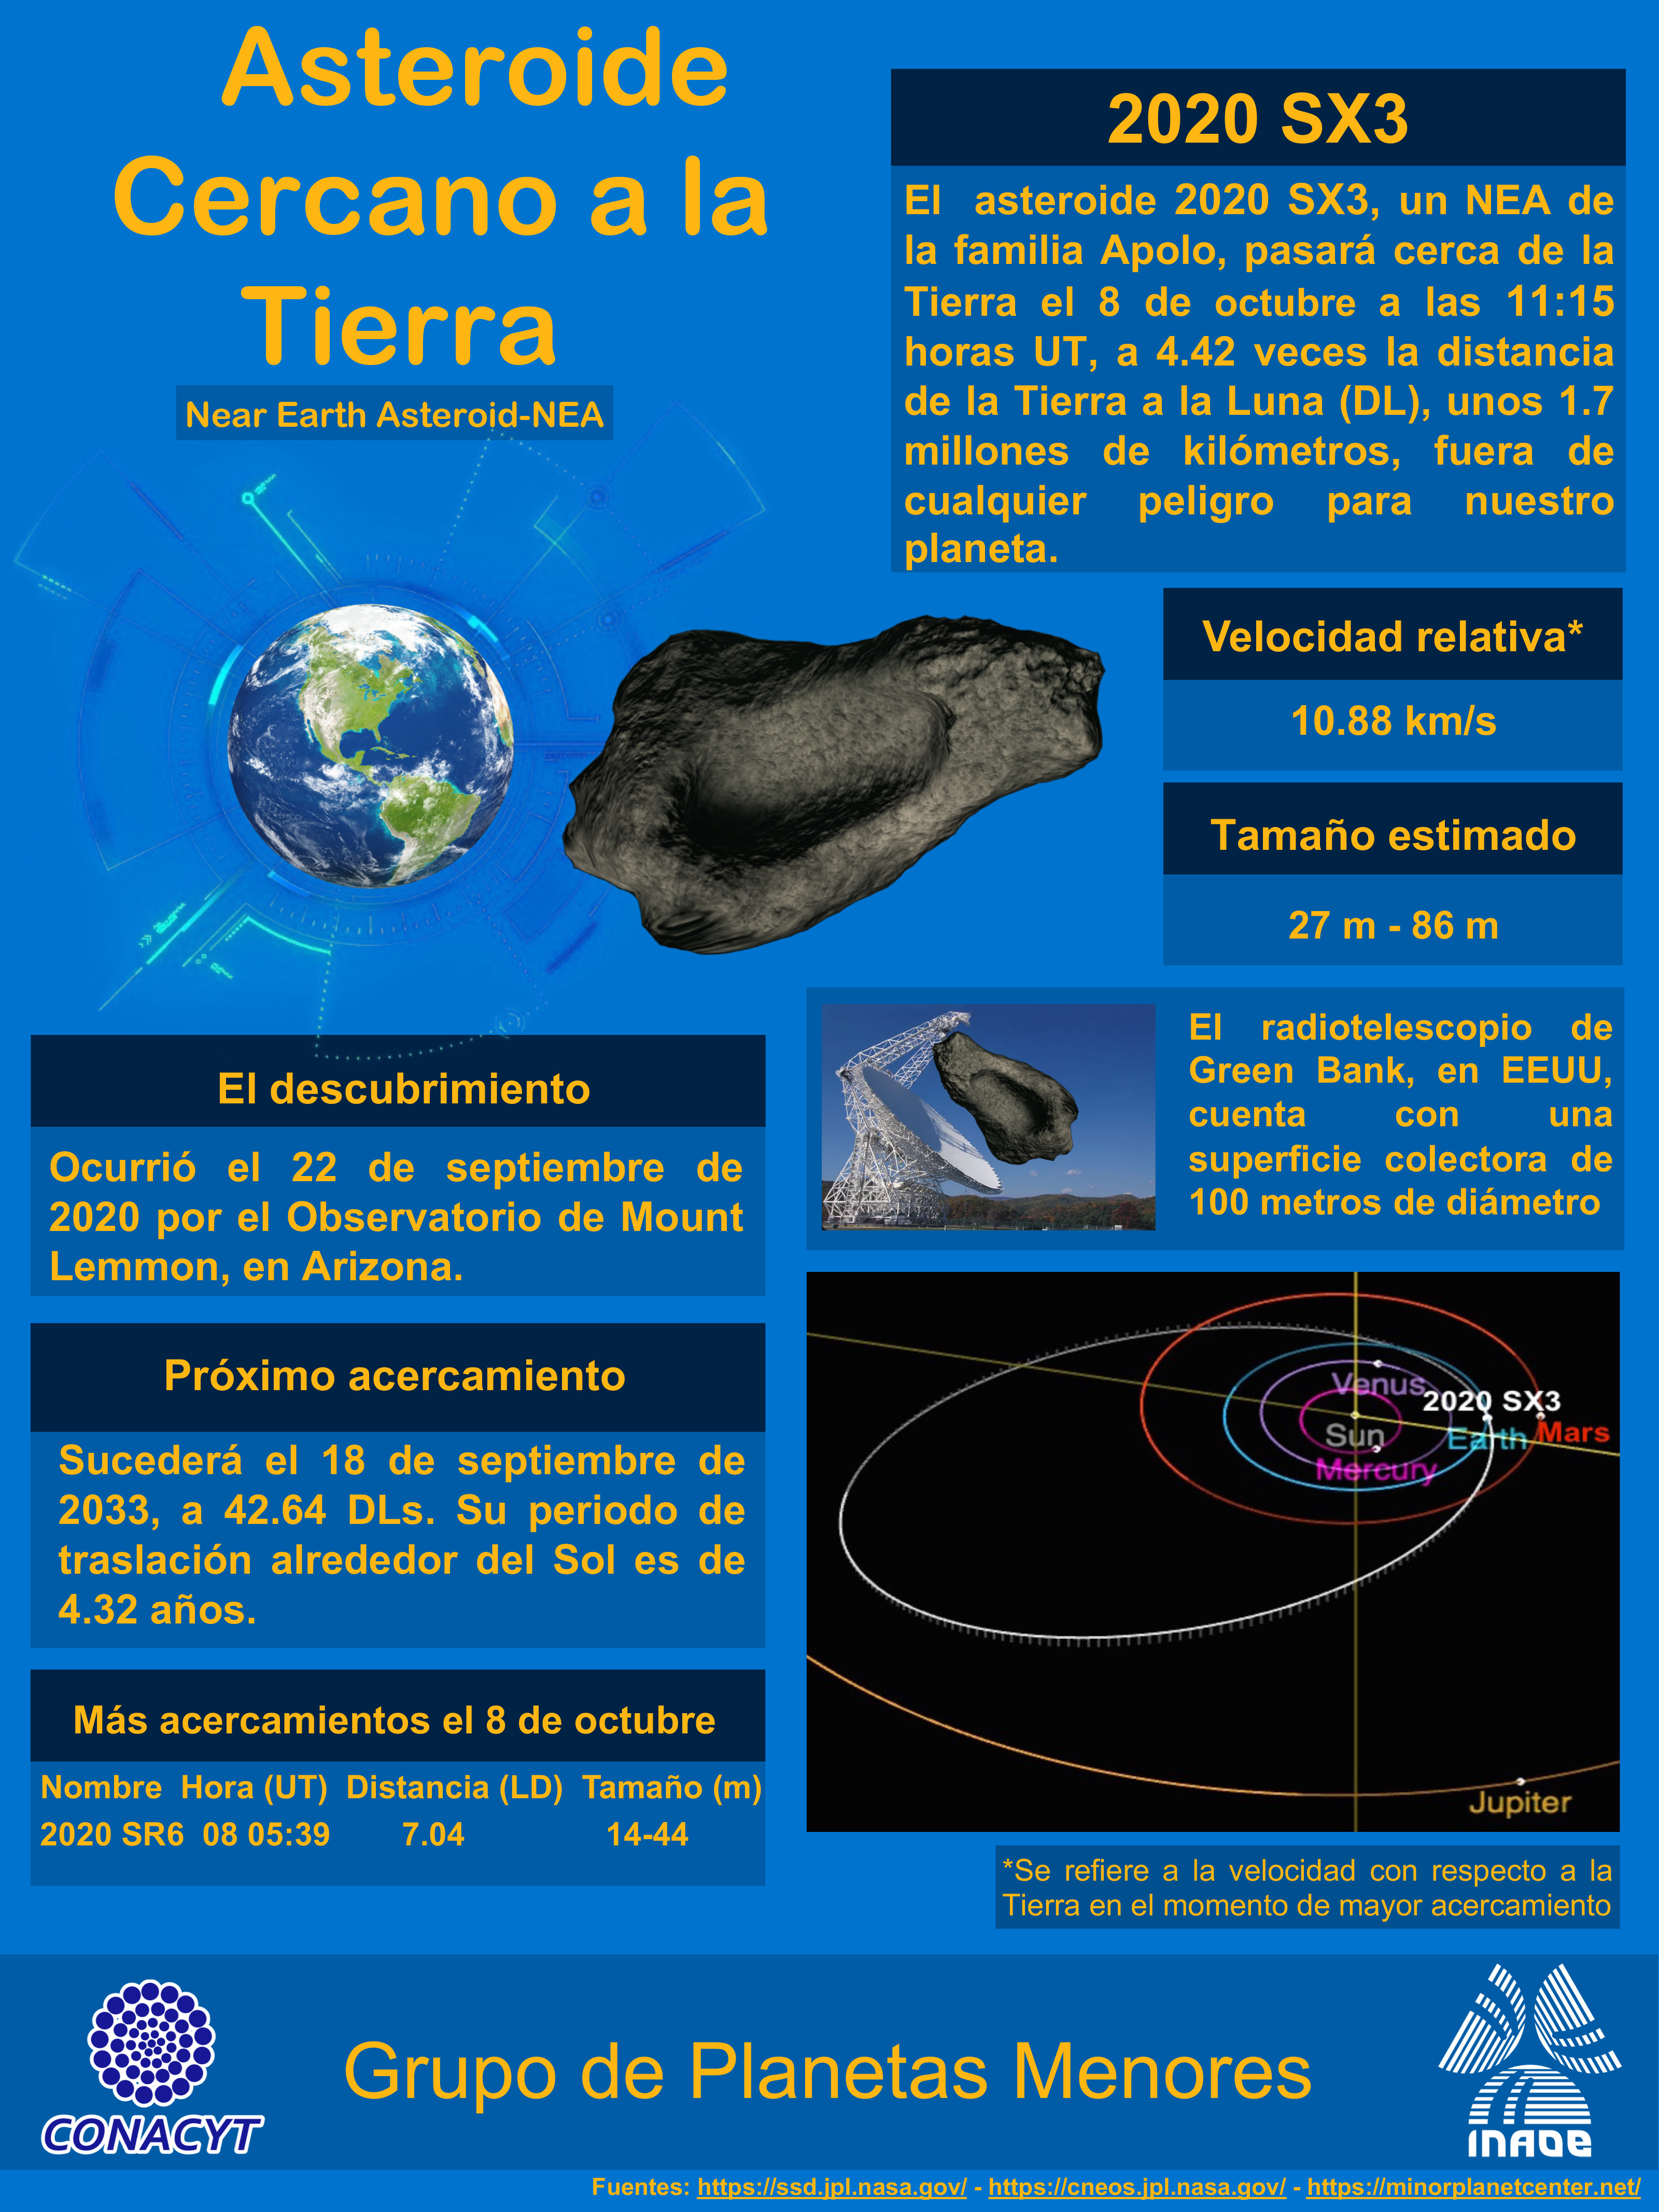 Asteroide
Cercano a la
Tierra
Near Earth Asteroid-NEA
2020 SX3
El asteroide 2020 SX3, un NEA de
la familia Apolo, pasará cerca de la
Tierra el 8 de octubre a las 11:15
horas UT, a 4.42 veces la distancia
de la Tierra a la Luna (DL), unos 1.7
millones de kilómetros, fuera de
cualquier peligro para nuestro
planeta.
Velocidad relativa*
10.88 km/s
Tamaño estimado
27 m - 86 m
El radiotelescopio de
Green Bank, en EEUU,
cuenta con una
superficie colectora de
100 metros de diámetro
El descubrimiento
Ocurrió el 22 de septiembre de
2020 por el Observatorio de Mount
Lemmon, en Arizona.
Próximo acercamiento
Sucederá el 18 de septiembre de
2033, a 42.64 DLs. Su periodo de
traslación alrededor del Sol es de
4.32 años.
Más acercamientos el 8 de octubre
Nombre Hora (UT) Distancia (LD) Tamaño (m)
2020 SR6 08 05:39 7.04 14-44
Venus
2020 SX3
Sun
Earth
Mars
Mercury
Jupiter
*Se refiere a la velocidad con respecto a la
Tierra en el momento de mayor acercamiento
CONACYT
Grupo de Planetas Menores
INAOE
Fuentes: https://ssd.jpl.nasa.gov/ - https://cneos.jpl.nasa.gov/ - https://minorplanetcenter.net/